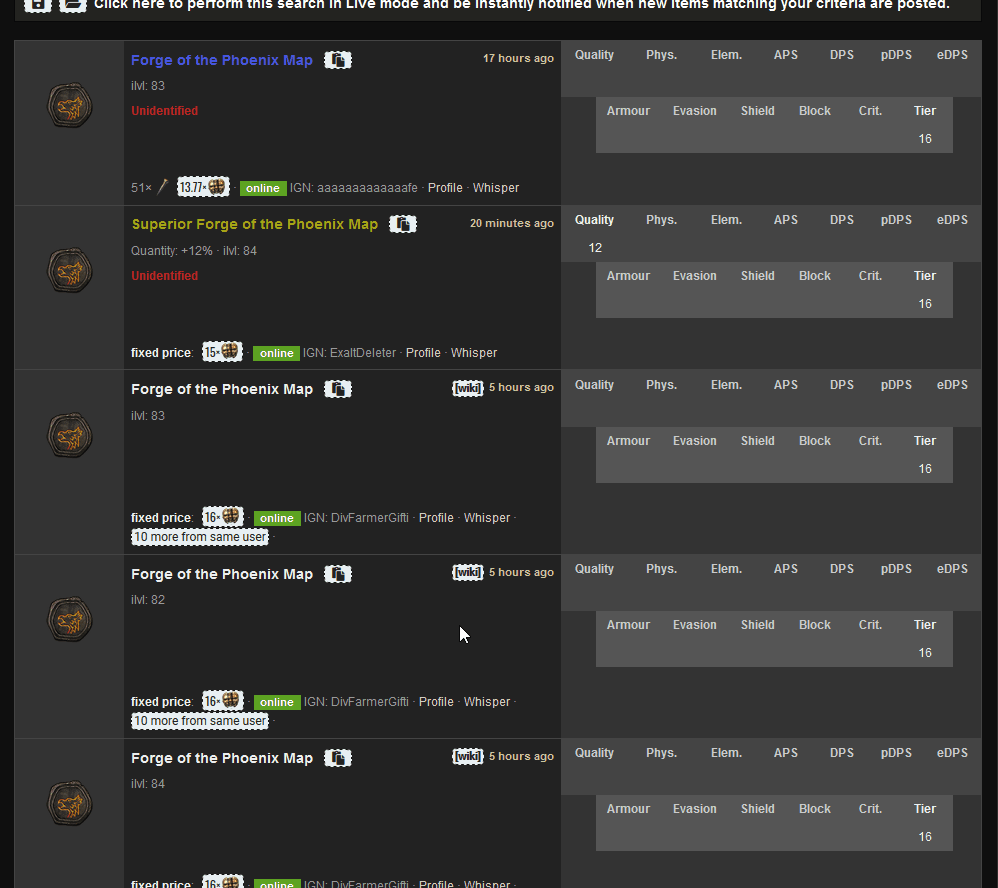 Click here to perform this search in Live mode and be instantly notified when new items matching your criteria are posted.
Forge of the Phoenix Map 17 hours ago
ilvl: 83
Unidentified
51× 13.77× · online IGN: aaaaaaaaaaaaafe · Profile · Whisper
Quality Phys. Elem. APS DPS pDPS eDPS
Armour Evasion Shield Block Crit. Tier
16
Superior Forge of the Phoenix Map 20 minutes ago
Quantity: +12% · ilvl: 84
Unidentified
fixed price: 15× · online IGN: ExaltDeleter · Profile · Whisper
Quality Phys. Elem. APS DPS pDPS eDPS
12
Armour Evasion Shield Block Crit. Tier
16
Forge of the Phoenix Map [wiki] 5 hours ago
ilvl: 83
fixed price: 16× · online IGN: DivFarmerGifti · Profile · Whisper ·
10 more from same user ·
Quality Phys. Elem. APS DPS pDPS eDPS
Armour Evasion Shield Block Crit. Tier
16
Forge of the Phoenix Map [wiki] 5 hours ago
ilvl: 82
fixed price: 16× · online IGN: DivFarmerGifti · Profile · Whisper ·
10 more from same user ·
Quality Phys. Elem. APS DPS pDPS eDPS
Armour Evasion Shield Block Crit. Tier
16
Forge of the Phoenix Map [wiki] 5 hours ago
ilvl: 84
fixed price: 16× · online IGN: DivFarmerGifti · Profile · Whisper ·
Quality Phys. Elem. APS DPS pDPS eDPS
Armour Evasion Shield Block Crit. Tier
16